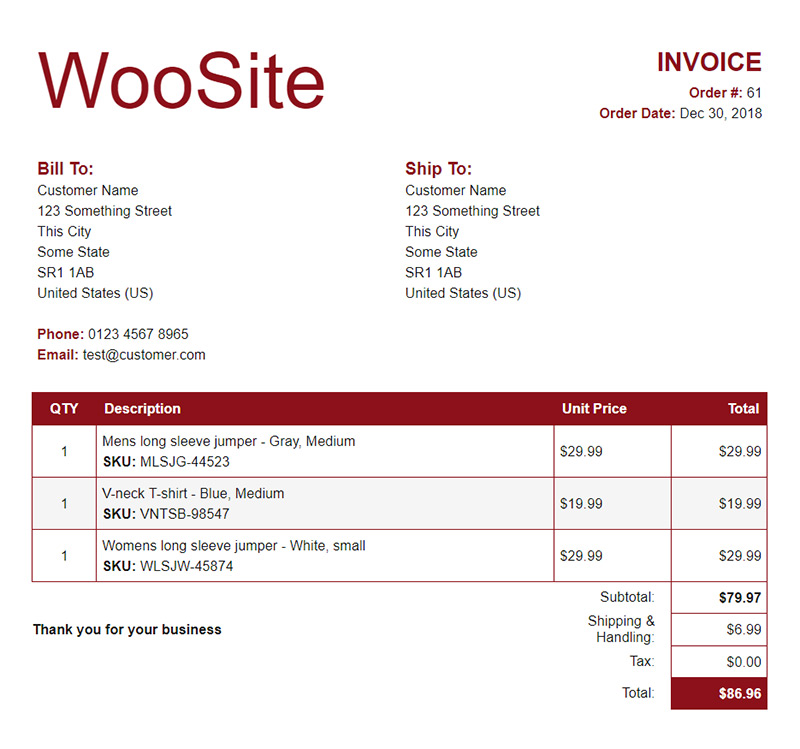 WooSite
INVOICE
Order #: 61
Order Date: Dec 30, 2018
Bill To:
Customer Name
123 Something Street
This City
Some State
SR1 1AB
United States (US)
Phone: 0123 4567 8965
Email: test@customer.com
Ship To:
Customer Name
123 Something Street
This City
Some State
SR1 1AB
United States (US)
QTY Description Unit Price Total
1 Mens long sleeve jumper - Gray, Medium $29.99 $29.99
SKU: MLSJG-44523
1 V-neck T-shirt - Blue, Medium $19.99 $19.99
SKU: VNTSB-98547
1 Womens long sleeve jumper - White, small $29.99 $29.99
SKU: WLSJW-45874
Subtotal: $79.97
Shipping &
Handling: $6.99
Tax: $0.00
Total: $86.96
Thank you for your business